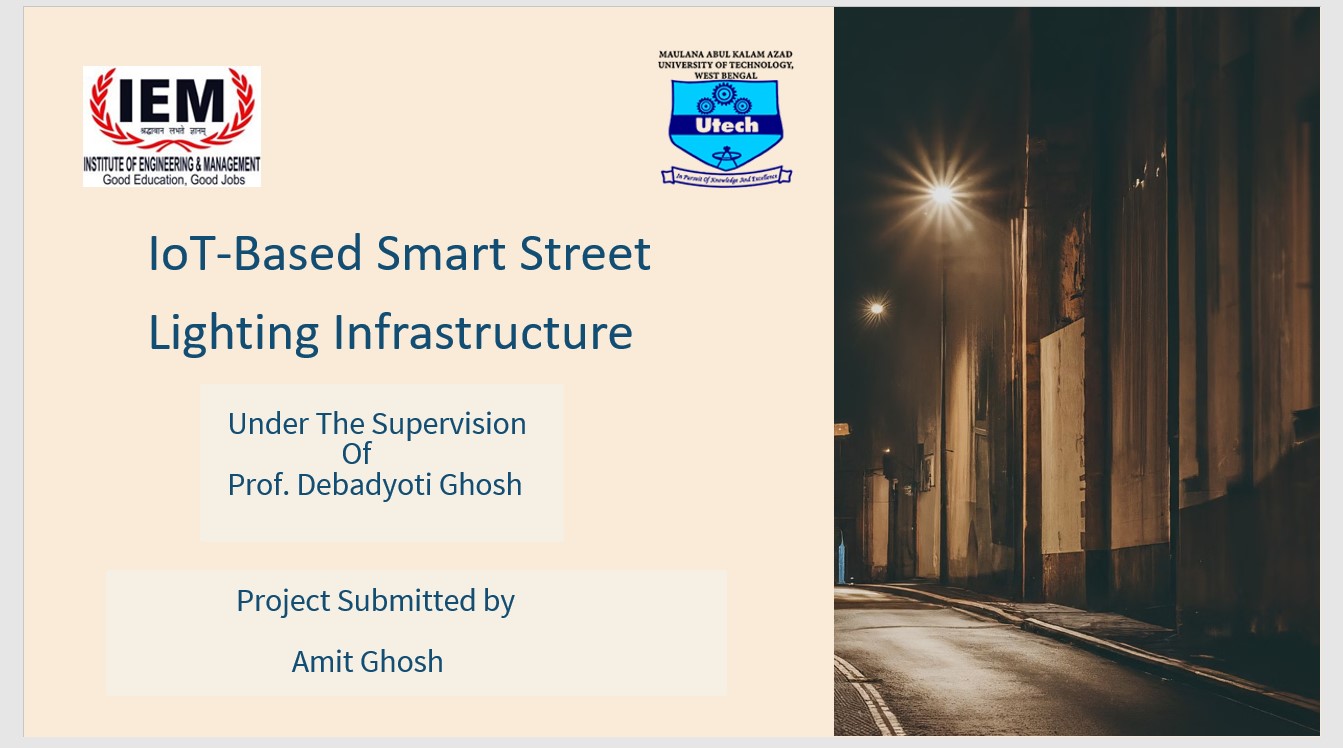 IEM
श्रद्धावान लभते ज्ञानम्
INSTITUTE OF ENGINEERING & MANAGEMENT
Good Education, Good Jobs
MAULANA ABUL KALAM AZAD
UNIVERSITY OF TECHNOLOGY,
WEST BENGAL
Utech
In Pursuit Of Knowledge And Excellence
IoT-Based Smart Street
Lighting Infrastructure
Under The Supervision
Of
Prof. Debadyoti Ghosh
Project Submitted by
Amit Ghosh